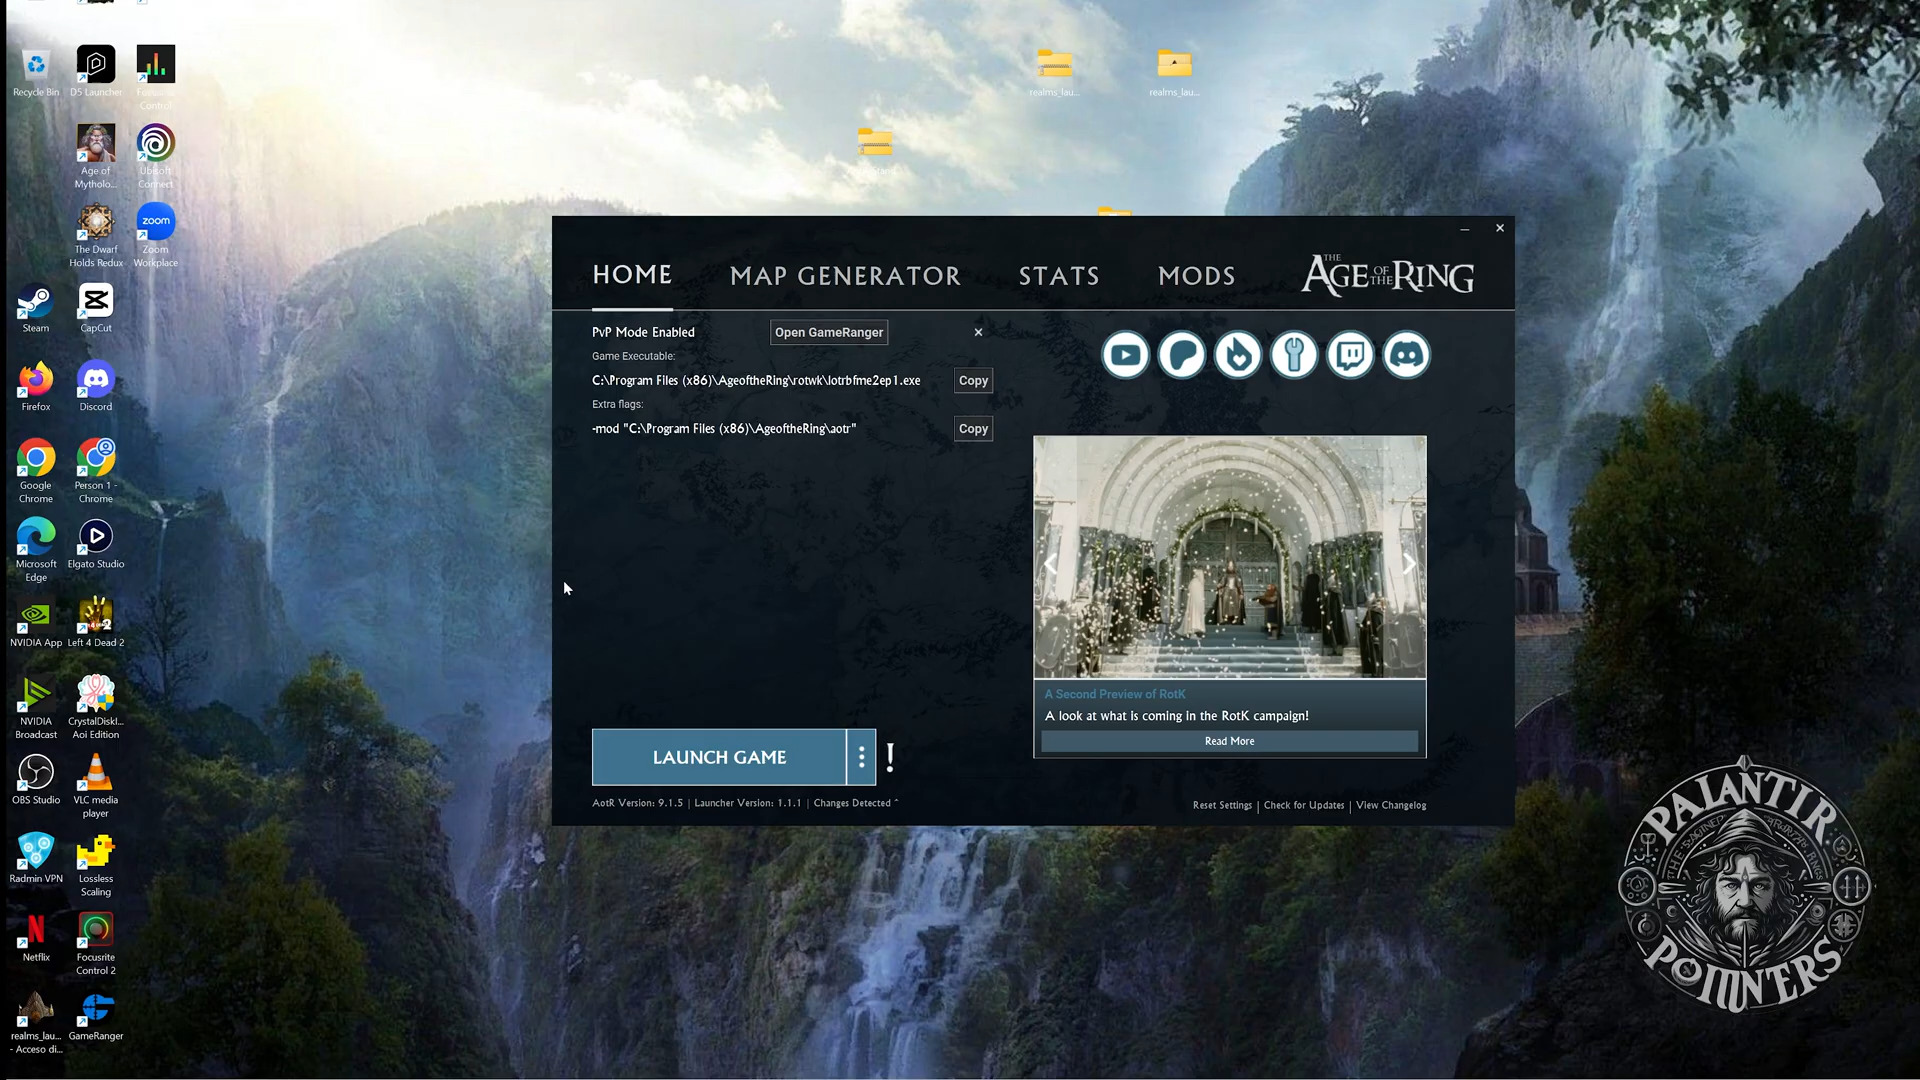 Recycle Bin
D5 Launcher
Focusrite
Control
realms_lau...
realms_lau...
Age of
Mytholo...
Ubisoft
Connect
The Dwarf
Holds Redux
zoom
Zoom
Workplace
Steam
CapCut
Firefox
Discord
Google
Chrome
Person 1 -
Chrome
Microsoft
Edge
Elgato Studio
NVIDIA App
Left 4 Dead 2
NVIDIA
Broadcast
CrystalDiskI...
Aoi Edition
OBS Studio
VLC media
player
Radmin VPN
Lossless
Scaling
Netflix
Focusrite
Control 2
realms_lau...
- Acceso di...
GameRanger
HOME
MAP GENERATOR
STATS
MODS
THE AGE OF THE RING
PvP Mode Enabled
Open GameRanger
Game Executable:
C:\Program Files (x86)\AgeoftheRing\rotwk\lotrbfme2ep1.exe
Copy
Extra flags:
-mod "C:\Program Files (x86)\AgeoftheRing\aotr"
Copy
A Second Preview of RotK
A look at what is coming in the RotK campaign!
Read More
LAUNCH GAME
!
AotR Version: 9.1.5 | Launcher Version: 1.1.1 | Changes Detected ^
Reset Settings | Check for Updates | View Changelog
PALANTIR